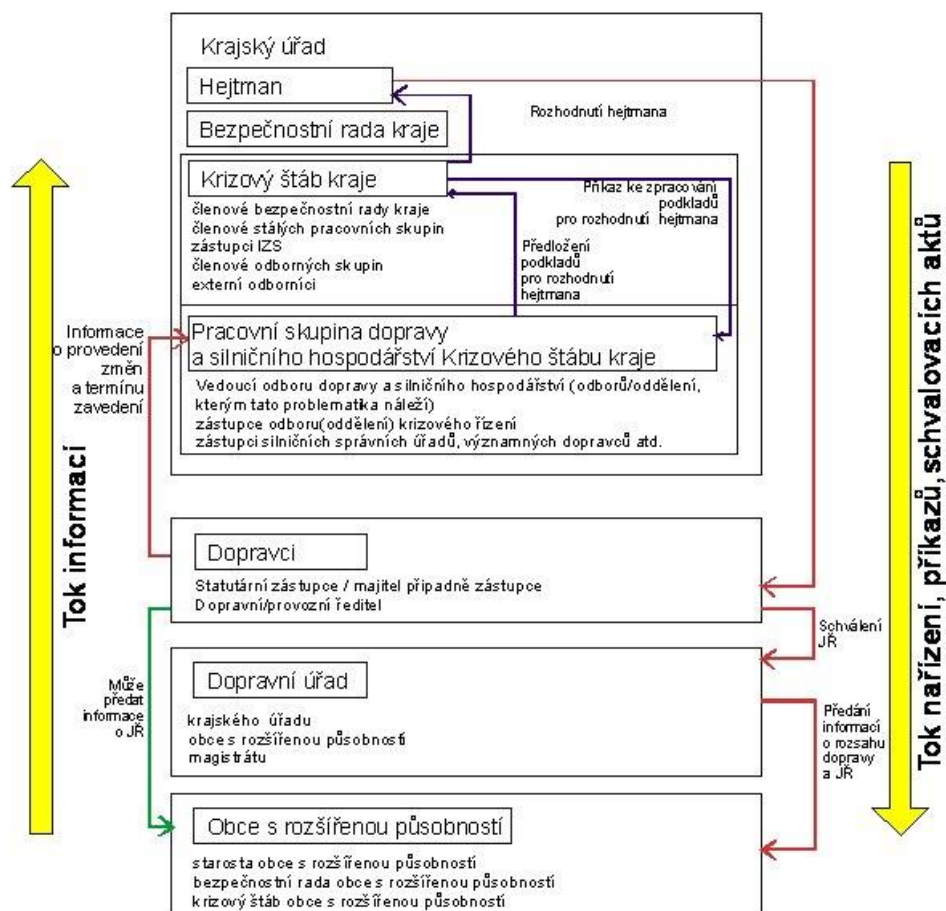 Krajský úřad
Hejtman
Rozhodnutí hejtmana
Bezpečnostní rada kraje
Krizový štáb kraje
členové bezpečnostní rady kraje
členové stálých pracovních skupin
zástupci IZS
členové odborných skupin
externí odborníci
Příkaz ke zpracování
podkladů
pro rozhodnutí hejtmana
Předložení
podkladů
pro rozhodnutí
hejtmana
Pracovní skupina dopravy
a silničního hospodářství Krizového štábu kraje
Vedoucí odboru dopravy a silničního hospodářství (odborů/oddělení,
kterým tato problematika náleží)
zástupce odboru(oddělení) krizového řízení
zástupci silničních správních úřadů, významných dopravců atd.
Informace
o provedení
změn
a termínu
zavedení
Tok informací
Tok nařízení, příkazů, schvalovacích aktů
Dopravci
Statutární zástupce / majitel případně zástupce
Dopravní/provozní ředitel
Schválení
JŘ
Může
předat
informace
o JŘ
Dopravní úřad
krajského úřadu
obce s rozšířenou působností
magistrátu
Předání
informací
o rozsahu
dopravy
a JŘ
Obce s rozšířenou působností
starosta obce s rozšířenou působností
bezpečnostní rada obce s rozšířenou působností
krizový štáb obce s rozšířenou působností